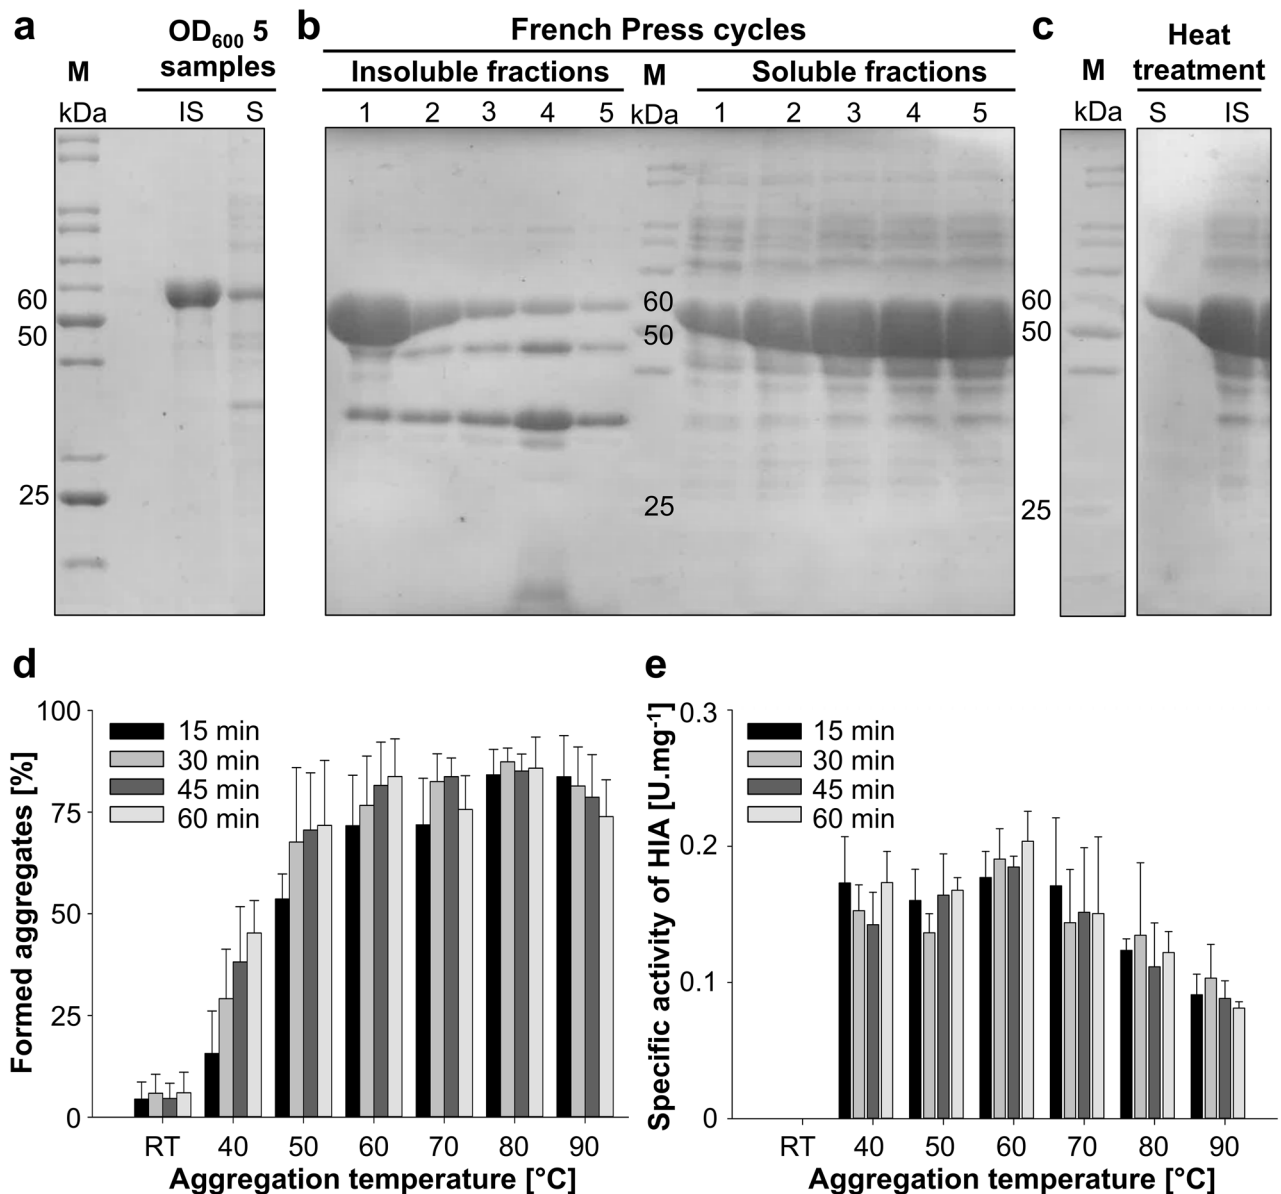 a
OD600 5
samples
M
kDa
IS S
60
50
25
b
French Press cycles
Insoluble fractions M Soluble fractions
1 2 3 4 5 kDa 1 2 3 4 5
60
50
25
c
Heat
treatment
M
kDa S IS
60
50
25
d
Formed aggregates [%]
100
75
50
25
0
15 min
30 min
45 min
60 min
RT 40 50 60 70 80 90
Aggregation temperature [°C]
e
Specific activity of HIA [U.mg-1]
0.3
0.2
0.1
0
15 min
30 min
45 min
60 min
RT 40 50 60 70 80 90
Aggregation temperature [°C]